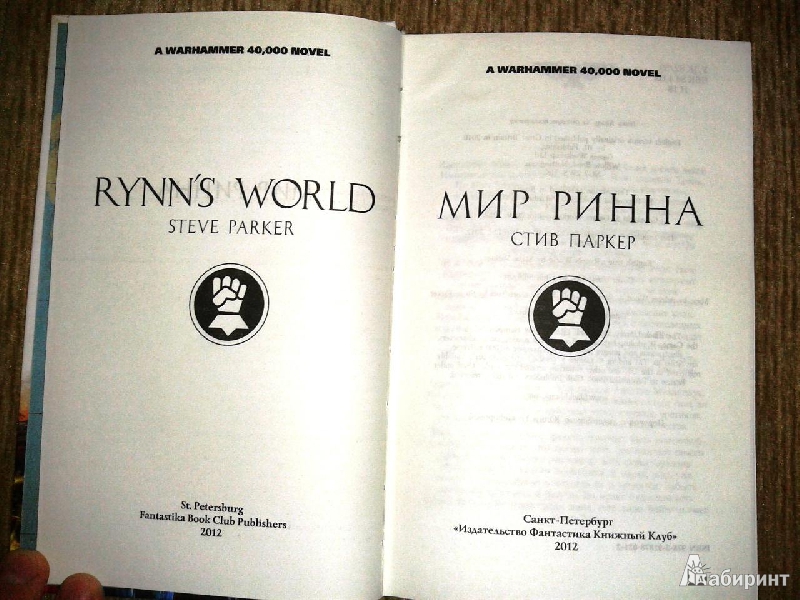 A WARHAMMER 40,000 NOVEL
RYNN'S WORLD
STEVE PARKER
St. Petersburg
Fantastika Book Club Publishers
2012
A WARHAMMER 40,000 NOVEL
МИР РИННА
СТИВ ПАРКЕР
Санкт-Петербург
«Издательство Фантастика Книжный Клуб»
2012
Лабиринт